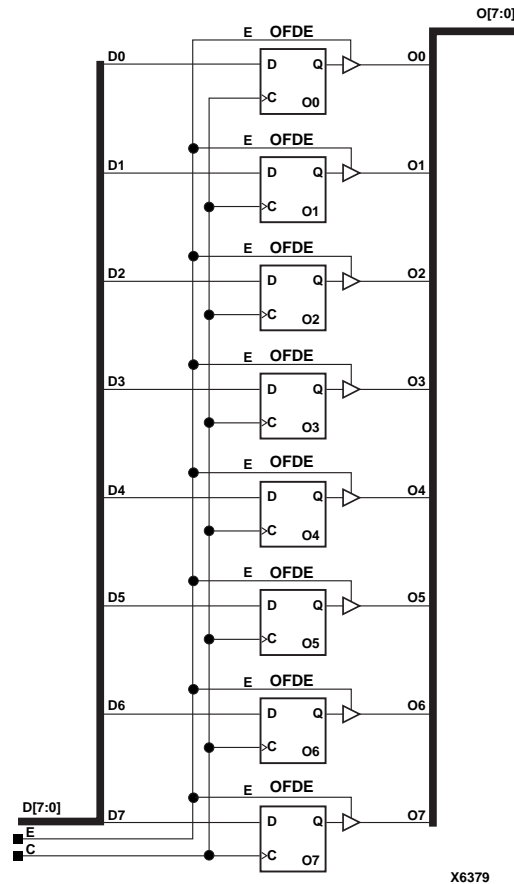 O[7:0]
E OFDE
D0 D Q O0
C O0
E OFDE
D1 D Q O1
C O1
E OFDE
D2 D Q O2
C O2
E OFDE
D3 D Q O3
C O3
E OFDE
D4 D Q O4
C O4
E OFDE
D5 D Q O5
C O5
E OFDE
D6 D Q O6
C O6
E OFDE
D[7:0]
D7 D Q O7
E
C
C O7
X6379